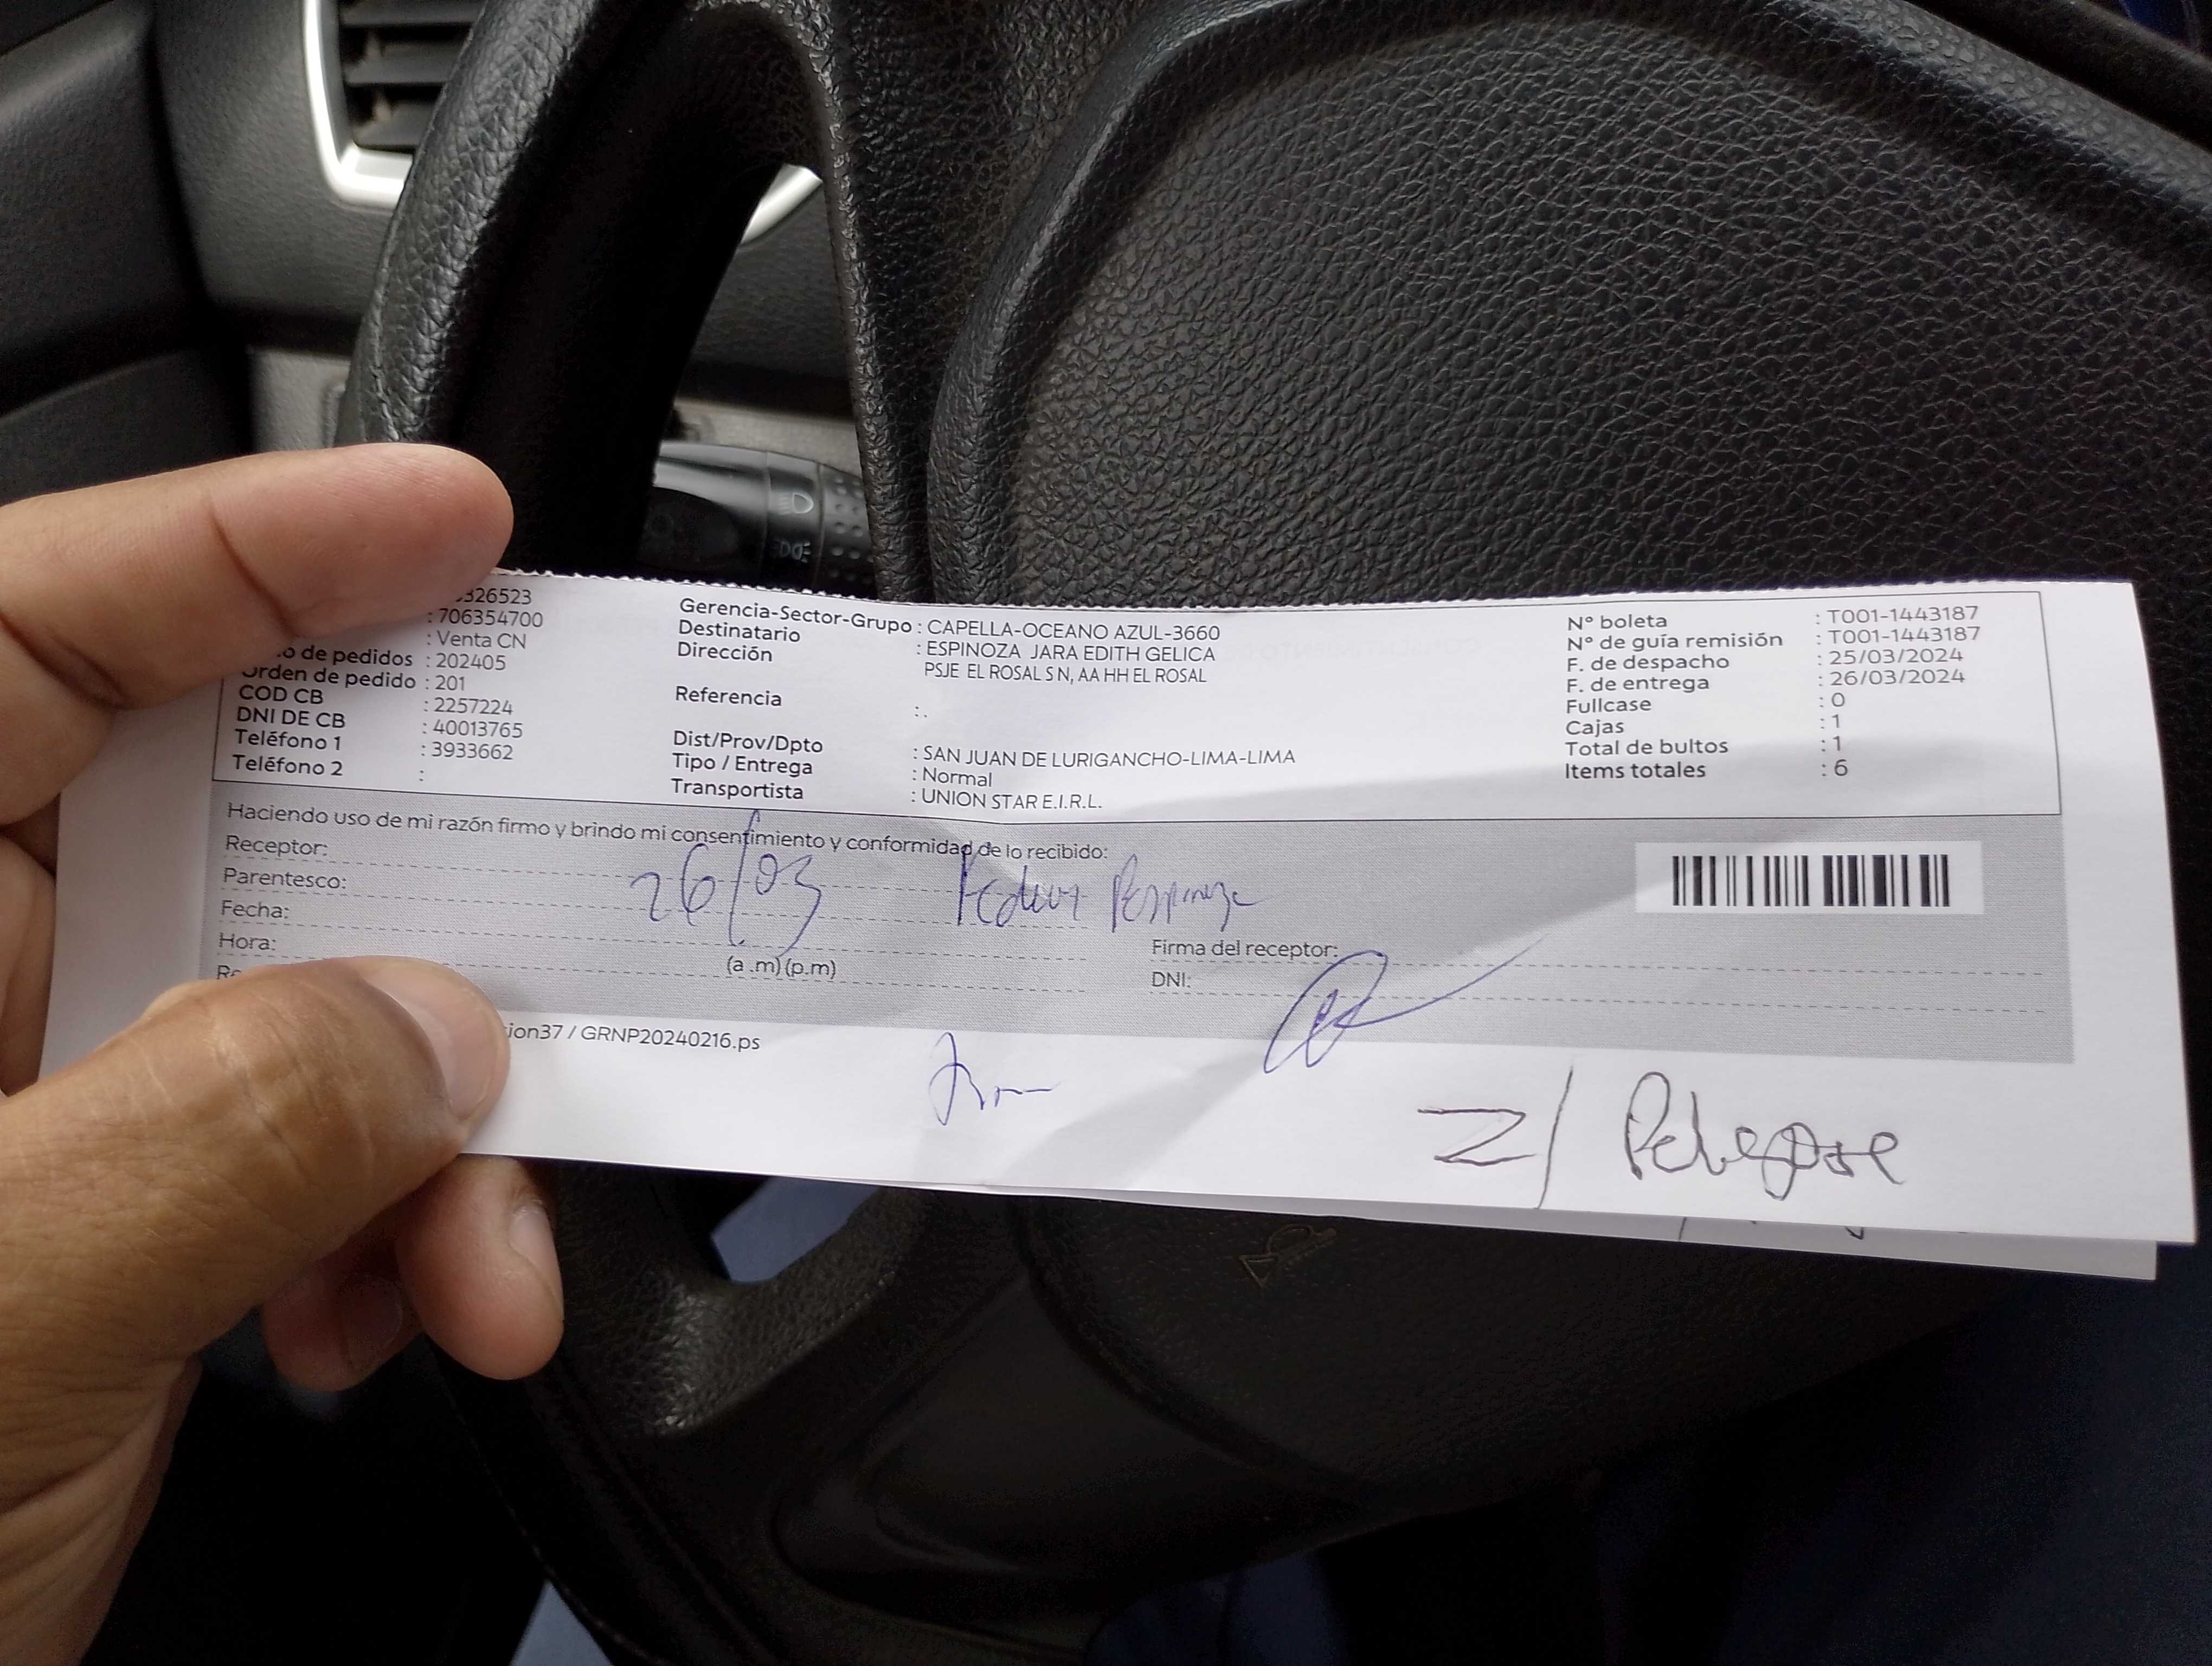 326523
: 706354700
: Venta CN
o de pedidos : 202405
Orden de pedido : 201
COD CB : 2257224
DNI DE CB : 40013765
Teléfono 1 : 3933662
Teléfono 2 :
Gerencia-Sector-Grupo : CAPELLA-OCEANO AZUL-3660
Destinatario : ESPINOZA JARA EDITH GELICA
Dirección PSJE EL ROSAL S N, AA HH EL ROSAL
Referencia : .
Dist/Prov/Dpto : SAN JUAN DE LURIGANCHO-LIMA-LIMA
Tipo / Entrega : Normal
Transportista : UNION STAR E.I.R.L.
N° boleta : T001-1443187
N° de guía remisión : T001-1443187
F. de despacho : 25/03/2024
F. de entrega : 26/03/2024
Fullcase : 0
Cajas : 1
Total de bultos : 1
Items totales : 6
Haciendo uso de mi razón firmo y brindo mi consentimiento y conformidad de lo recibido:
Receptor:
Parentesco:
Fecha: 26/03
Hora: (a .m)(p.m)
Firma del receptor:
DNI:
ion37 / GRNP20240216.ps